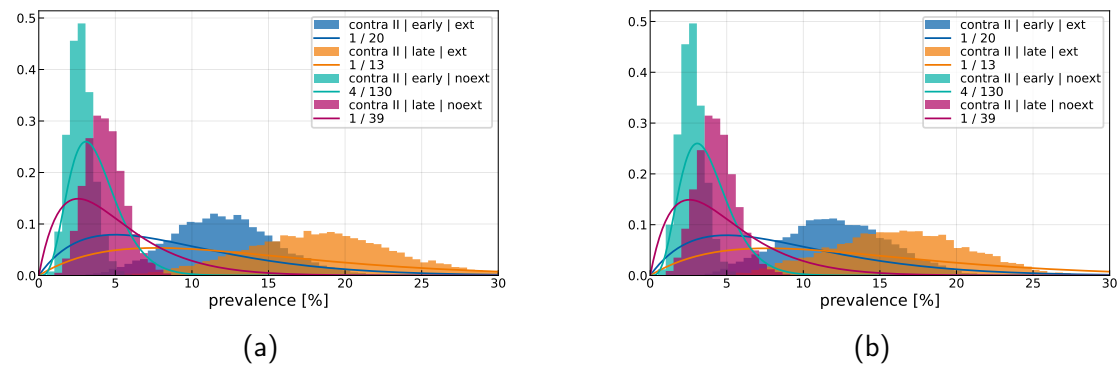 0.5
0.4
0.3
0.2
0.1
0.0
0
5
10
15
20
25
30
prevalence [%]
contra II | early | ext
1 / 20
contra II | late | ext
1 / 13
contra II | early | noext
4 / 130
contra II | late | noext
1 / 39
(a)
0.5
0.4
0.3
0.2
0.1
0.0
0
5
10
15
20
25
30
prevalence [%]
contra II | early | ext
1 / 20
contra II | late | ext
1 / 13
contra II | early | noext
4 / 130
contra II | late | noext
1 / 39
(b)